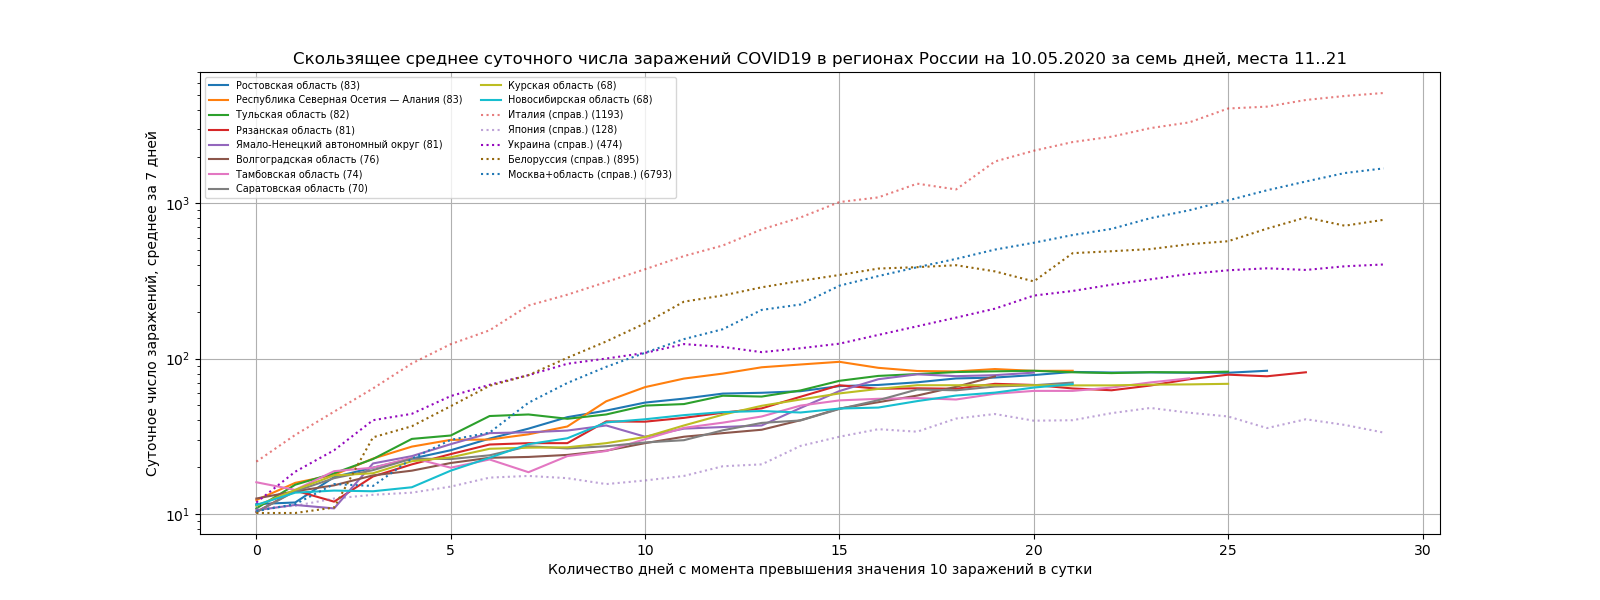 Скользящее среднее суточного числа заражений COVID19 в регионах России на 10.05.2020 за семь дней, места 11..21
Ростовская область (83)
Республика Северная Осетия — Алания (83)
Тульская область (82)
Рязанская область (81)
Ямало-Ненецкий автономный округ (81)
Волгоградская область (76)
Тамбовская область (74)
Саратовская область (70)
Курская область (68)
Новосибирская область (68)
Италия (справ.) (1193)
Япония (справ.) (128)
Украина (справ.) (474)
Белоруссия (справ.) (895)
Москва+область (справ.) (6793)
Суточное число заражений, среднее за 7 дней
10³
10²
10¹
0 5 10 15 20 25 30
Количество дней с момента превышения значения 10 заражений в сутки